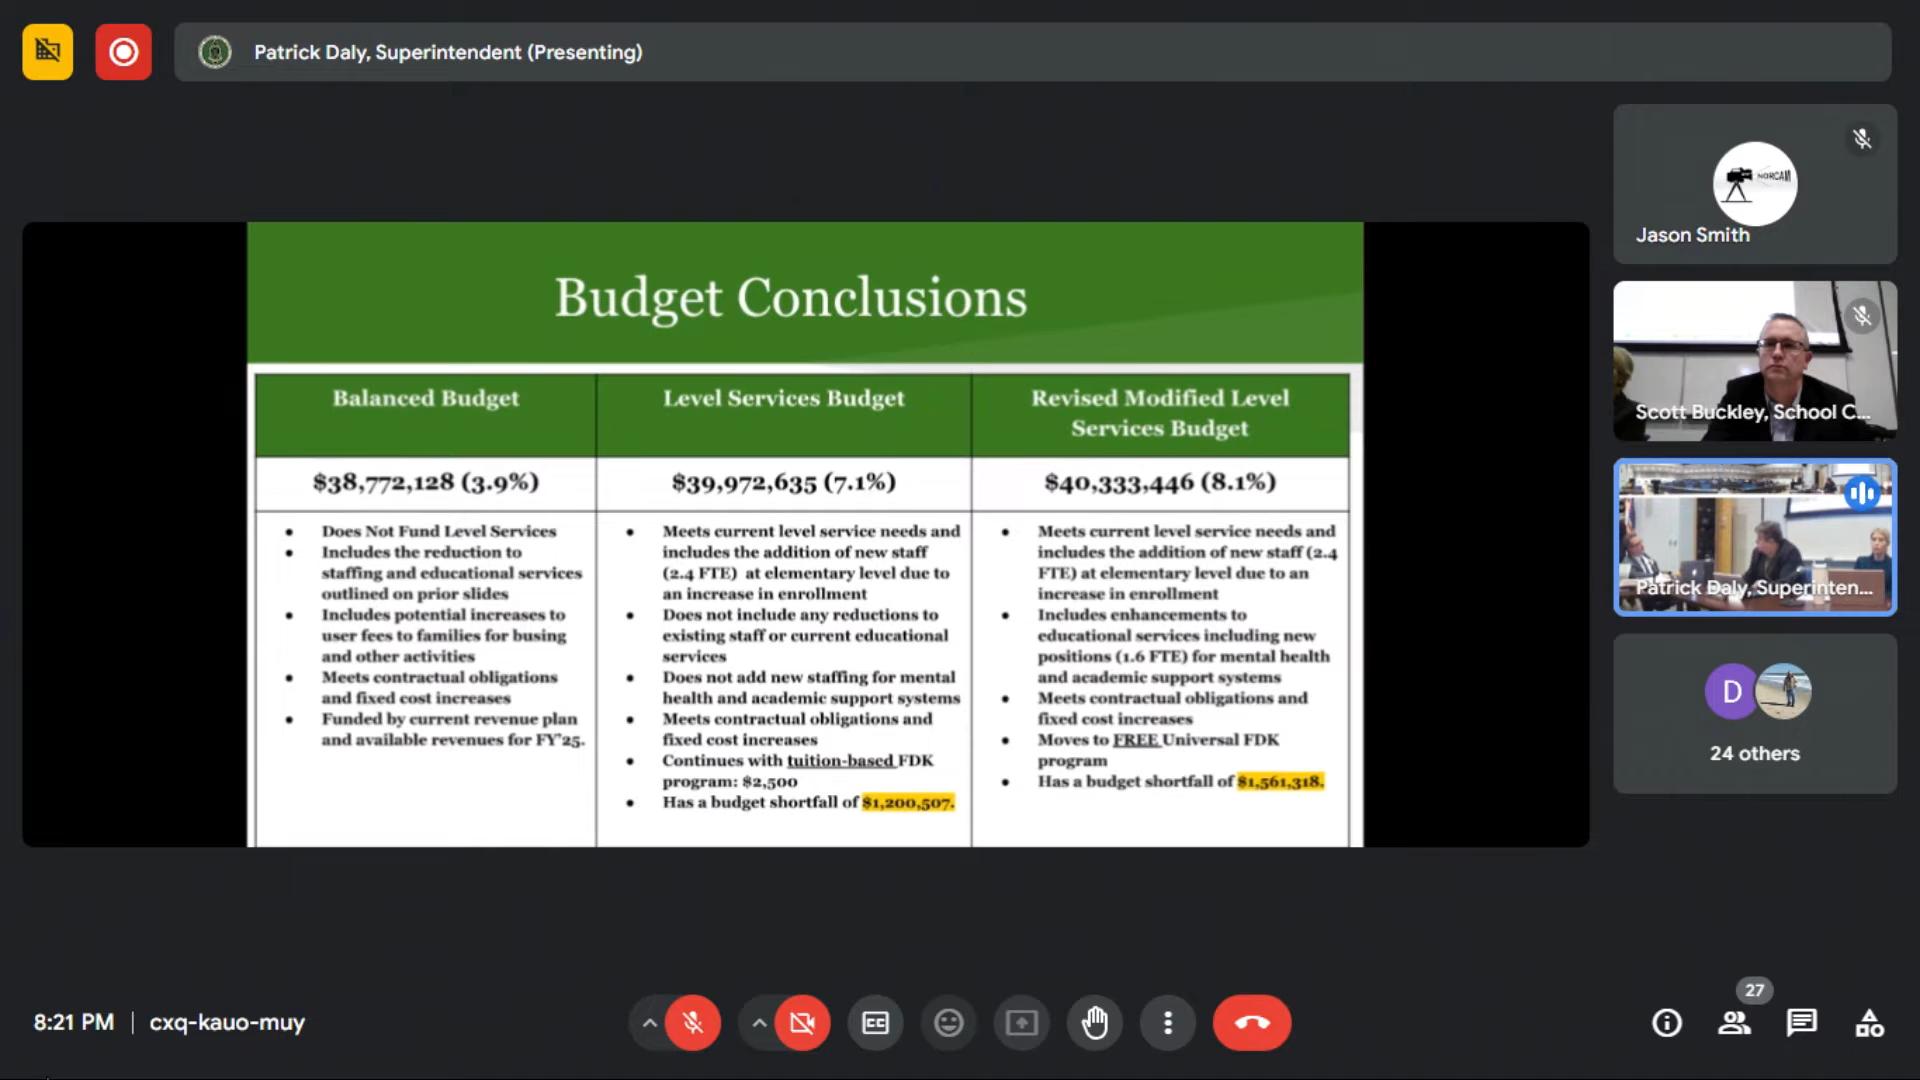 Patrick Daly, Superintendent (Presenting)
NORCAM
Jason Smith
Scott Buckley, School C...
Patrick Daly, Superinten...
D
24 others
Budget Conclusions
Balanced Budget
$38,772,128 (3.9%)
• Does Not Fund Level Services
• Includes the reduction to
staffing and educational services
outlined on prior slides
• Includes potential increases to
user fees to families for busing
and other activities
• Meets contractual obligations
and fixed cost increases
• Funded by current revenue plan
and available revenues for FY'25.
Level Services Budget
$39,972,635 (7.1%)
• Meets current level service needs and
includes the addition of new staff
(2.4 FTE) at elementary level due to
an increase in enrollment
• Does not include any reductions to
existing staff or current educational
services
• Does not add new staffing for mental
health and academic support systems
• Meets contractual obligations and
fixed cost increases
• Continues with tuition-based FDK
program: $2,500
• Has a budget shortfall of $1,200,507.
Revised Modified Level
Services Budget
$40,333,446 (8.1%)
• Meets current level service needs and
includes the addition of new staff (2.4
FTE) at elementary level due to an
increase in enrollment
• Includes enhancements to
educational services including new
positions (1.6 FTE) for mental health
and academic support systems
• Meets contractual obligations and
fixed cost increases
• Moves to FREE Universal FDK
program
• Has a budget shortfall of $1,561,318.
8:21 PM | cxq-kauo-muy
CC
27